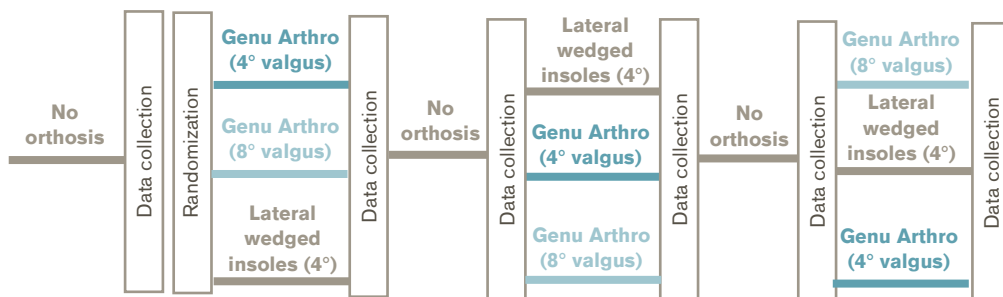 No
orthosis
Data collection
Randomization
Genu Arthro
(4° valgus)
Genu Arthro
(8° valgus)
Lateral
wedged
insoles (4°)
Data collection
No
orthosis
Data collection
Lateral
wedged
insoles (4°)
Genu Arthro
(4° valgus)
Genu Arthro
(8° valgus)
Data collection
No
orthosis
Data collection
Genu Arthro
(8° valgus)
Lateral
wedged
insoles (4°)
Genu Arthro
(4° valgus)
Data collection